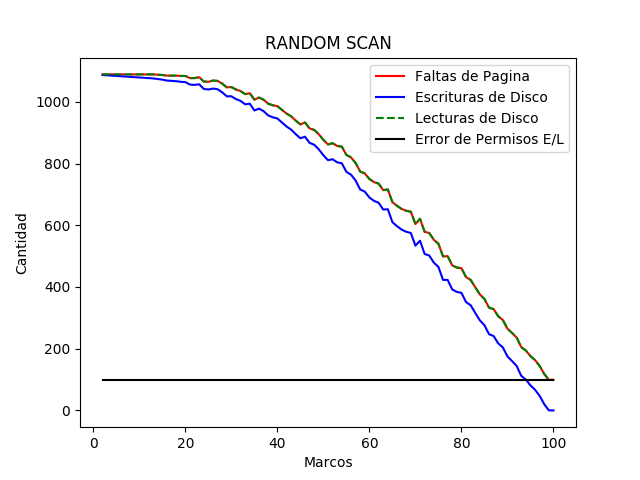 RANDOM SCAN
Faltas de Pagina
Escrituras de Disco
Lecturas de Disco
Error de Permisos E/L
Cantidad
1000
800
600
400
200
0
0 20 40 60 80 100
Marcos